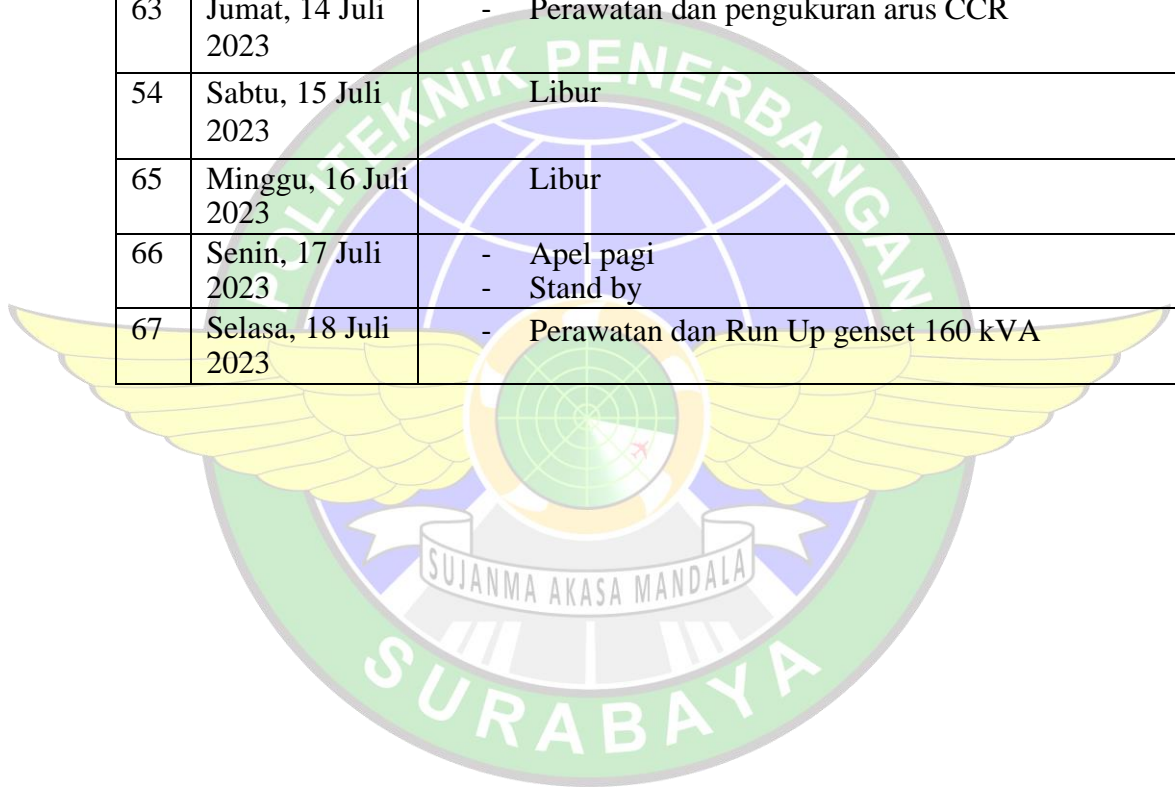 63 Jumat, 14 Juli - Perawatan dan pengukuran arus CCR
2023
54 Sabtu, 15 Juli Libur
2023
65 Minggu, 16 Juli Libur
2023
66 Senin, 17 Juli - Apel pagi
2023 - Stand by
67 Selasa, 18 Juli - Perawatan dan Run Up genset 160 kVA
2023
POLITEKNIK PENERBANGAN
SUJANMA AKASA MANDALA
SURABAYA